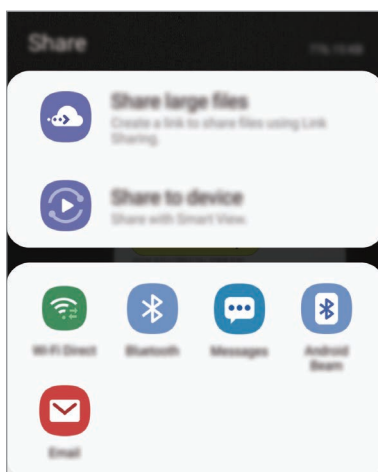 Share
Share large files
Create a link to share files using Link
Sharing.
Share to device
Share with Smart View.
Wi-Fi Direct
Bluetooth
Messages
Android
Beam
Email